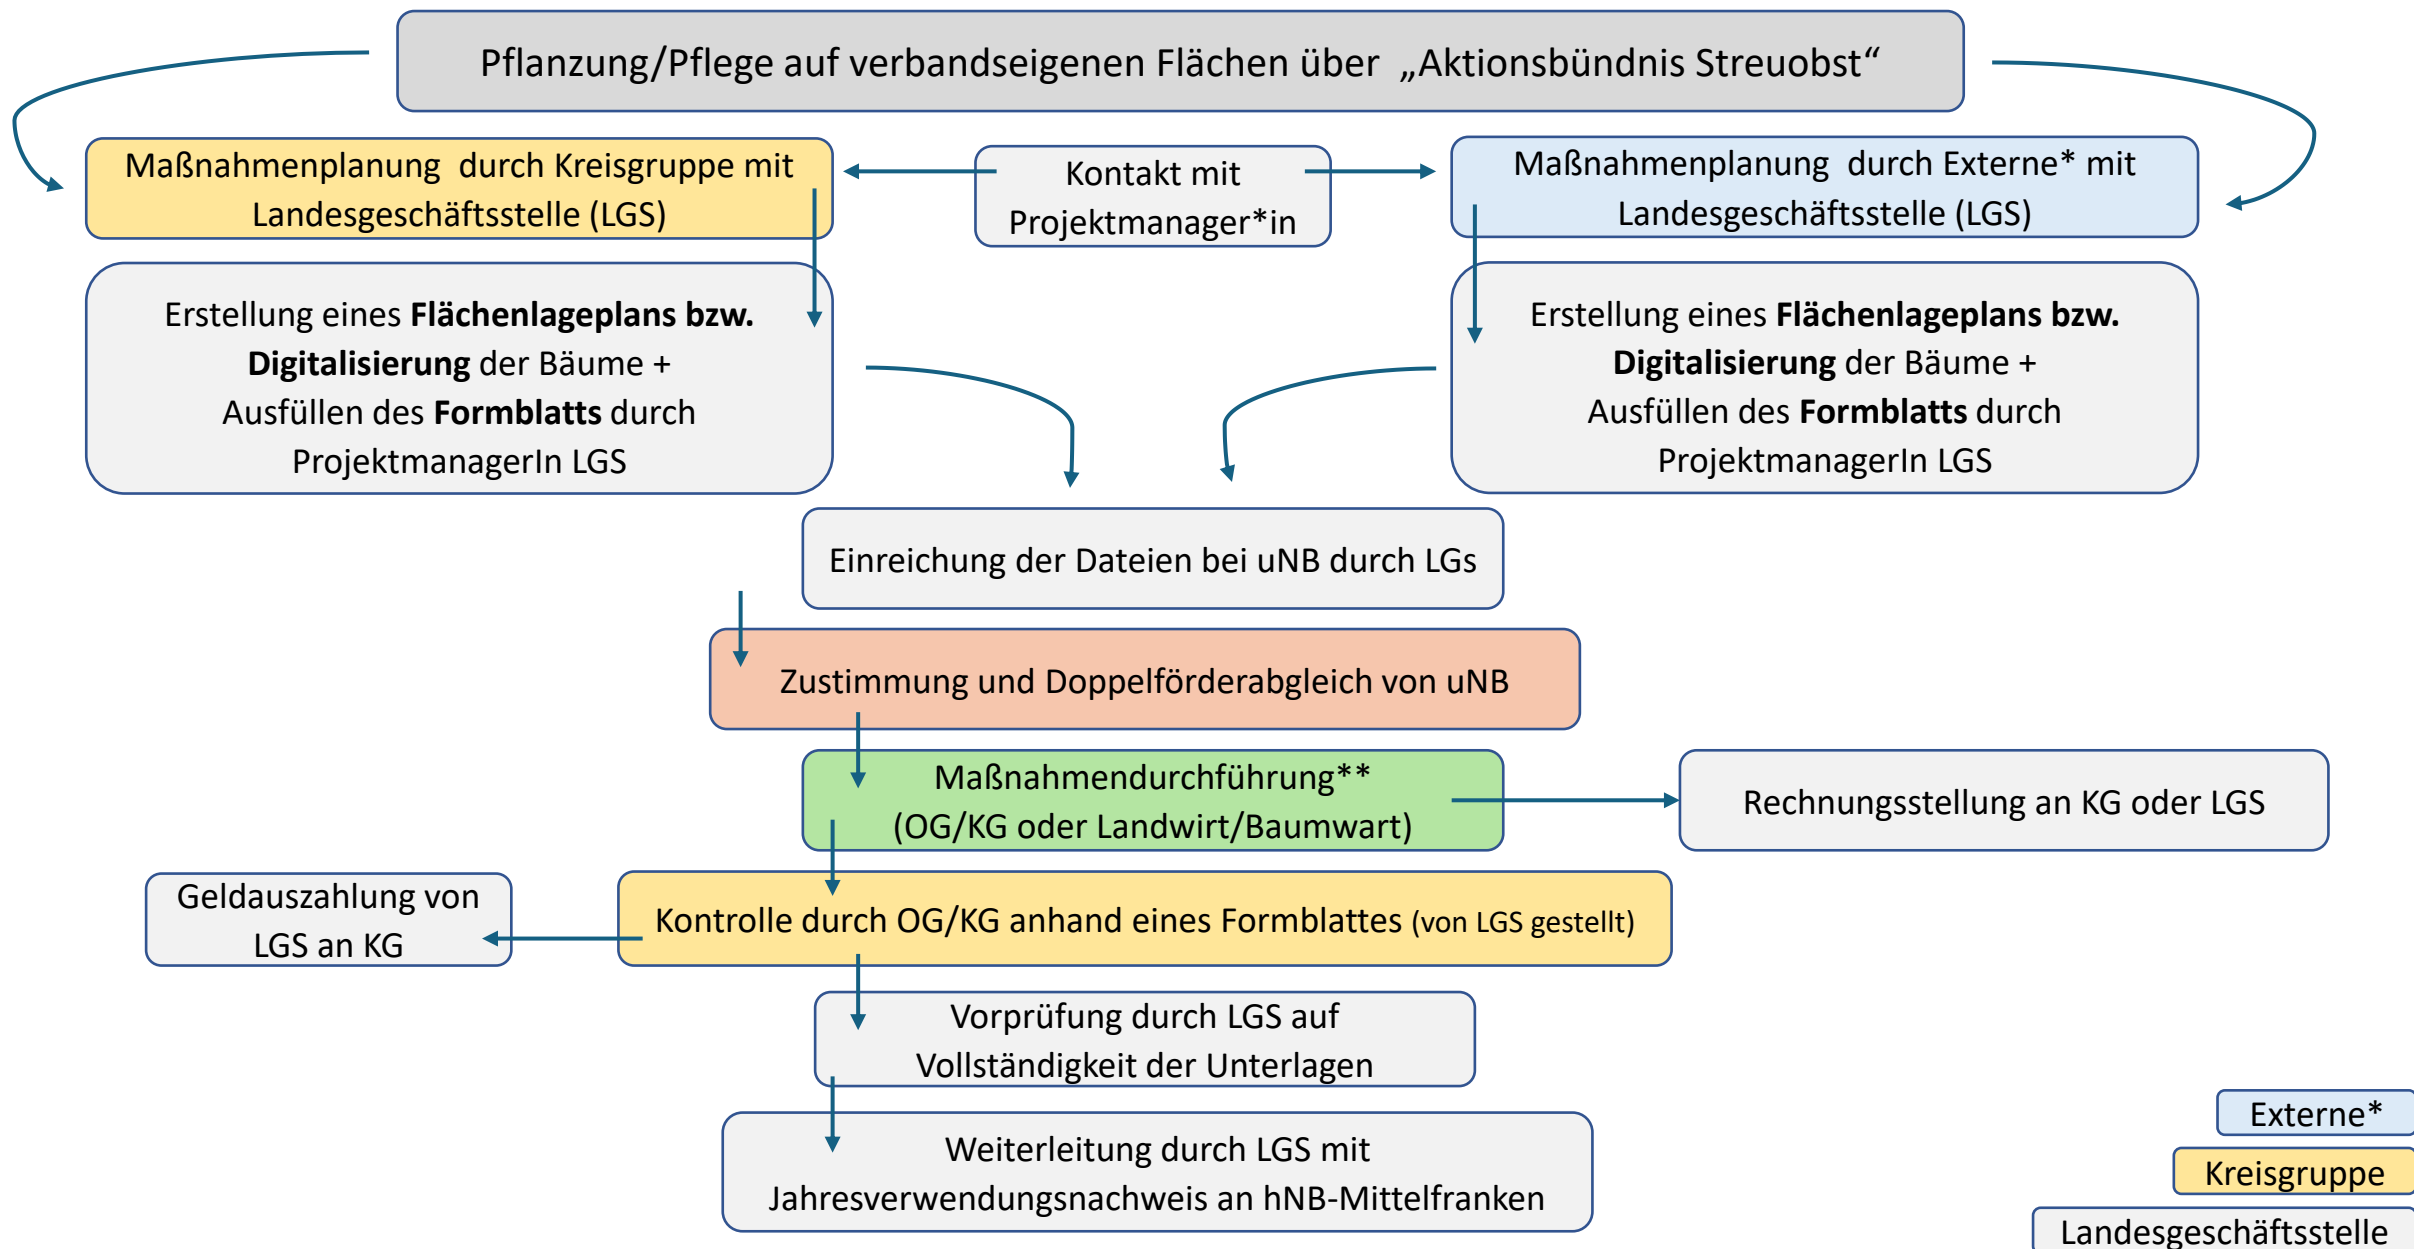 Pflanzung/Pflege auf verbandseigenen Flächen über „Aktionsbündnis Streuobst“
Maßnahmenplanung durch Kreisgruppe mit
Landesgeschäftsstelle (LGS)
Kontakt mit
Projektmanager*in
Maßnahmenplanung durch Externe* mit
Landesgeschäftsstelle (LGS)
Erstellung eines Flächenlageplans bzw.
Digitalisierung der Bäume +
Ausfüllen des Formblatts durch
ProjektmanagerIn LGS
Erstellung eines Flächenlageplans bzw.
Digitalisierung der Bäume +
Ausfüllen des Formblatts durch
ProjektmanagerIn LGS
Einreichung der Dateien bei uNB durch LGs
Zustimmung und Doppelförderabgleich von uNB
Maßnahmendurchführung**
(OG/KG oder Landwirt/Baumwart)
Rechnungsstellung an KG oder LGS
Geldauszahlung von
LGS an KG
Kontrolle durch OG/KG anhand eines Formblattes (von LGS gestellt)
Vorprüfung durch LGS auf
Vollständigkeit der Unterlagen
Weiterleitung durch LGS mit
Jahresverwendungsnachweis an hNB-Mittelfranken
Externe*
Kreisgruppe
Landesgeschäftsstelle